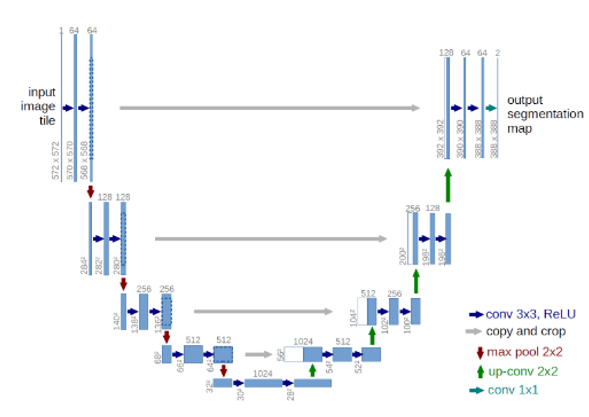 1 64 64
128 64 64 2
input
image
tile
output
segmentation
map
572 x 572
570 x 570
568 x 568
392 x 392
390 x 390
388 x 388
388 x 388
128 128
256 128
284²
282²
280²
200²
198²
196²
256 256
512 256
140²
138²
136²
104²
102²
100²
512 512
1024 512
68²
66²
64²
56²
54²
52²
1024
32²
30²
28²
conv 3x3, ReLU
copy and crop
max pool 2x2
up-conv 2x2
conv 1x1